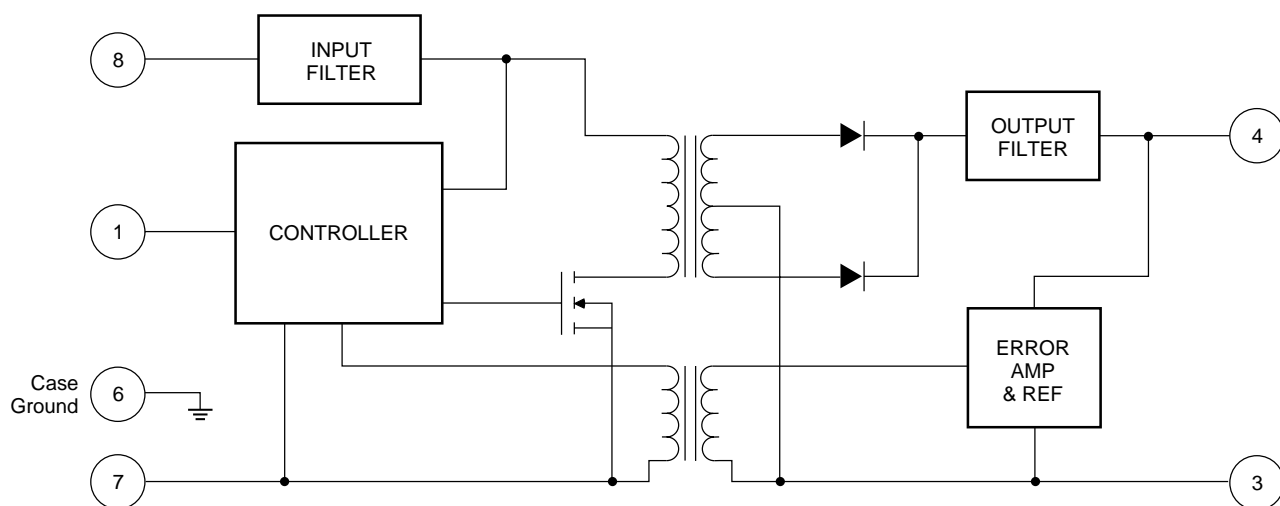 8
INPUT
FILTER
OUTPUT
FILTER
4
1
CONTROLLER
ERROR
AMP
& REF
Case
Ground
6
7
3